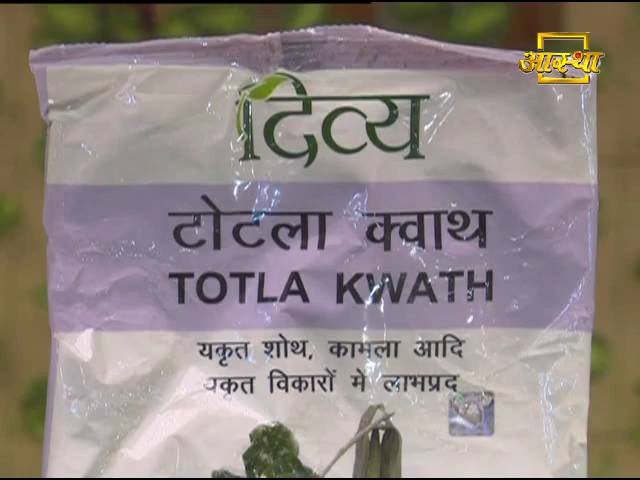 आस्था
दिव्य
टोटला क्वाथ
TOTLA KWATH
यकृत शोथ, कामला आदि
यकृत विकारों मे लाभप्रद